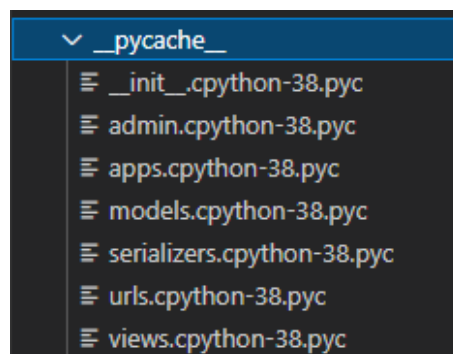 __pycache__
__init__.cpython-38.pyc
admin.cpython-38.pyc
apps.cpython-38.pyc
models.cpython-38.pyc
serializers.cpython-38.pyc
urls.cpython-38.pyc
views.cpython-38.pyc